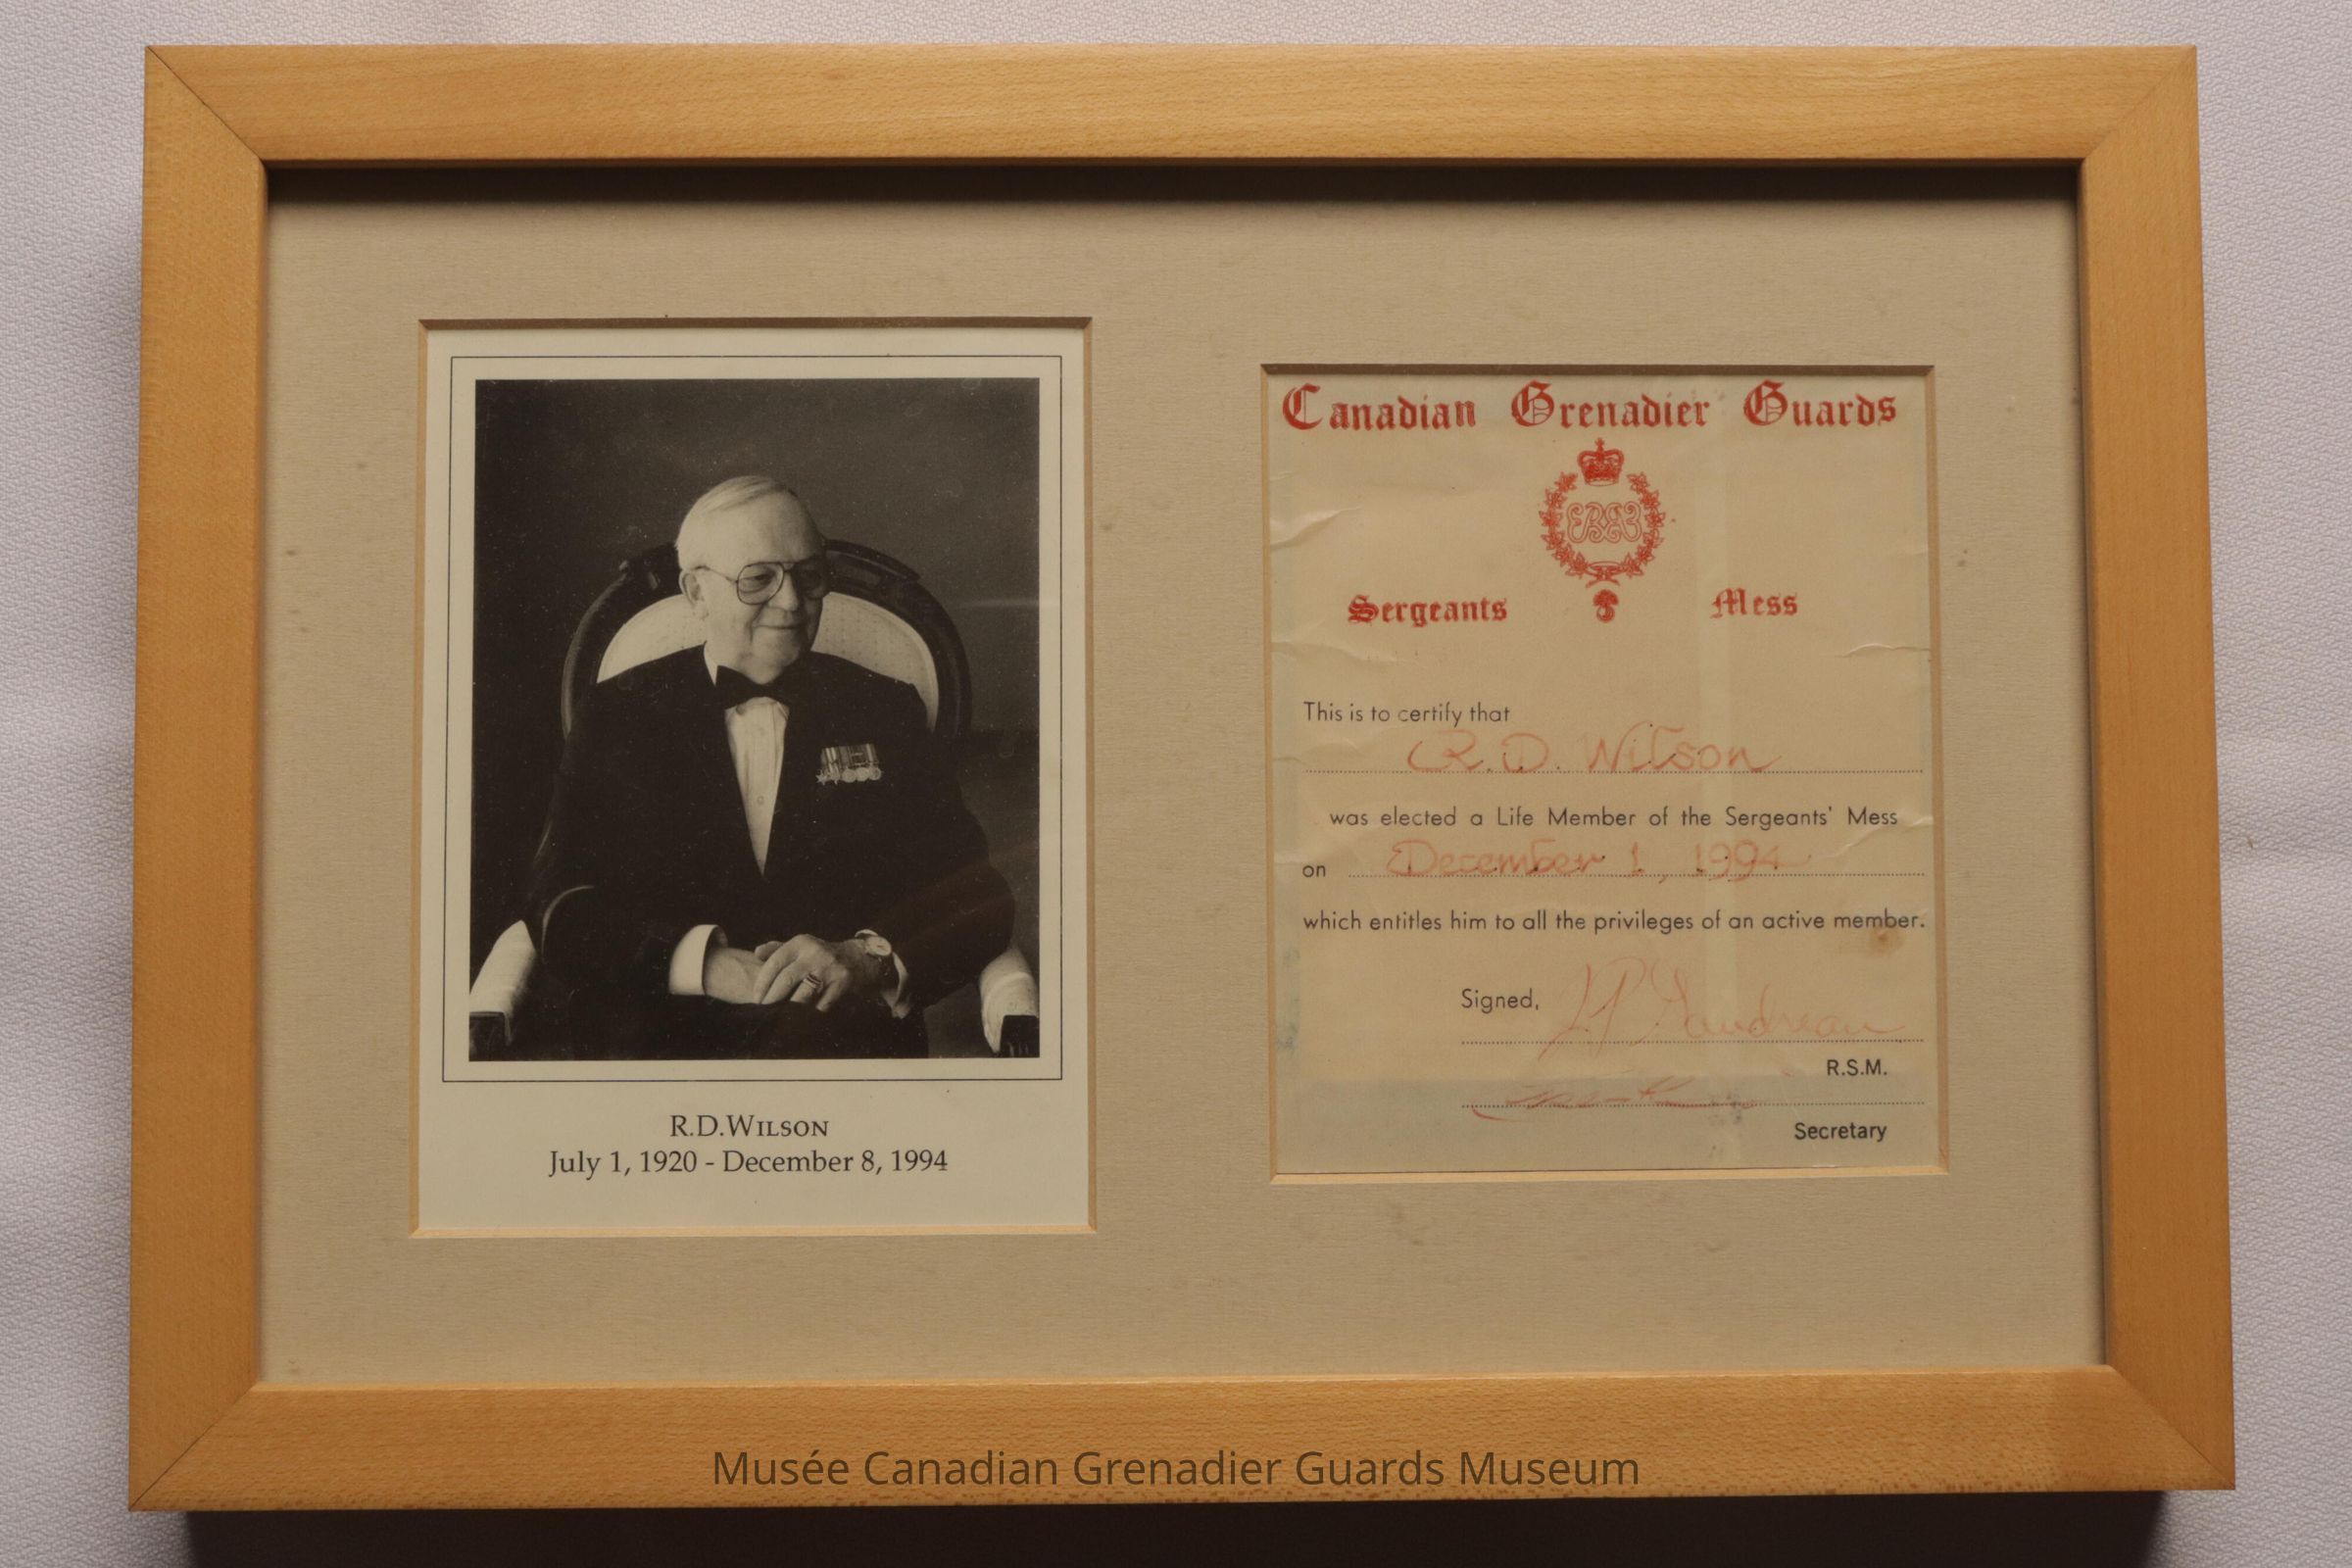 R.D.WILSON
July 1, 1920 - December 8, 1994
Canadian Grenadier Guards
Sergeants Mess
This is to certify that
R.D. Wilson
was elected a Life Member of the Sergeants' Mess
on December 1, 1994
which entitles him to all the privileges of an active member.
Signed,
R.S.M.
Secretary
Musée Canadian Grenadier Guards Museum